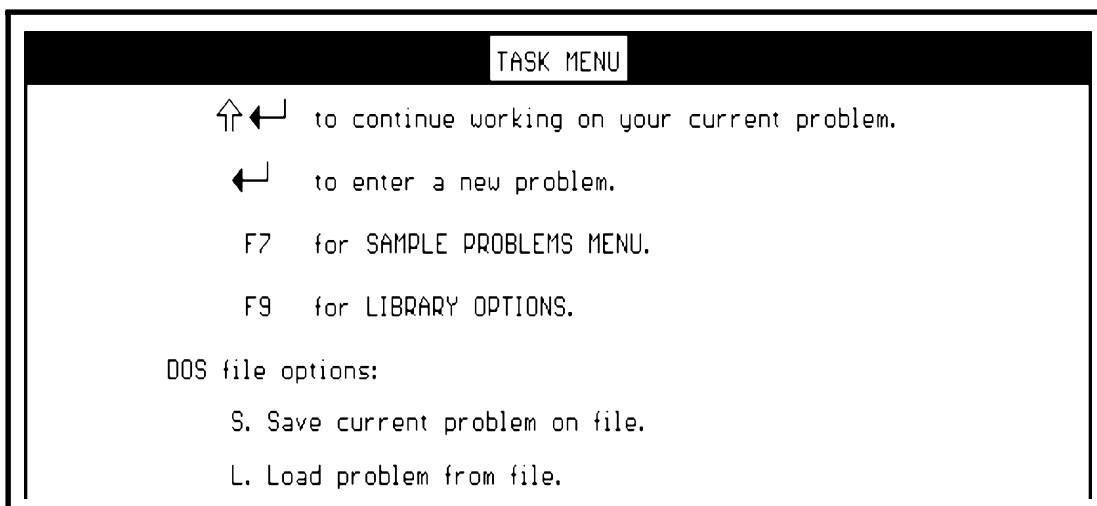 TASK MENU
⇧↵ to continue working on your current problem.
↵ to enter a new problem.
F7 for SAMPLE PROBLEMS MENU.
F9 for LIBRARY OPTIONS.
DOS file options:
S. Save current problem on file.
L. Load problem from file.